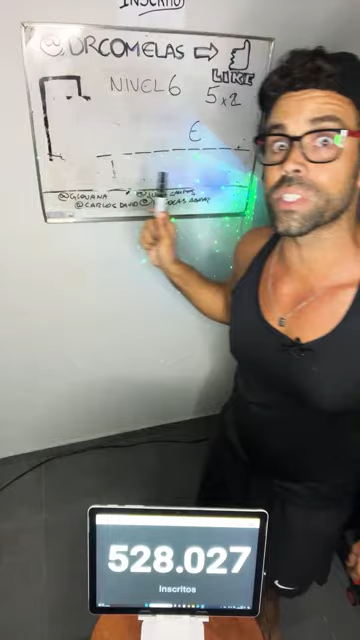 INSCRITO
@DRCOMELAS
LIKE
NIVEL 6
5x2
E
@GIOVANA
@CARLOS DAVID
528.027
Inscritos